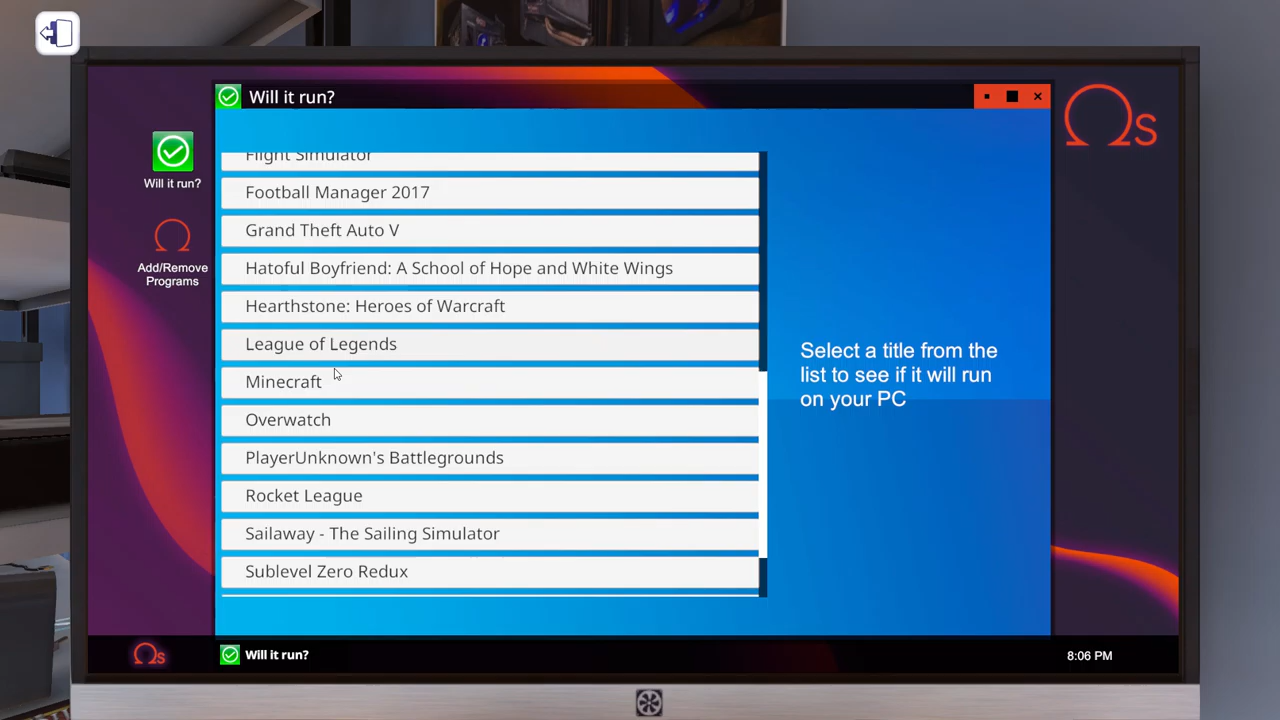 Will it run?
Will it run?
Add/Remove
Programs
Flight Simulator
Football Manager 2017
Grand Theft Auto V
Hatoful Boyfriend: A School of Hope and White Wings
Hearthstone: Heroes of Warcraft
League of Legends
Minecraft
Overwatch
PlayerUnknown's Battlegrounds
Rocket League
Sailaway - The Sailing Simulator
Sublevel Zero Redux
Select a title from the
list to see if it will run
on your PC
Ωs
Ωs
Will it run?
8:06 PM